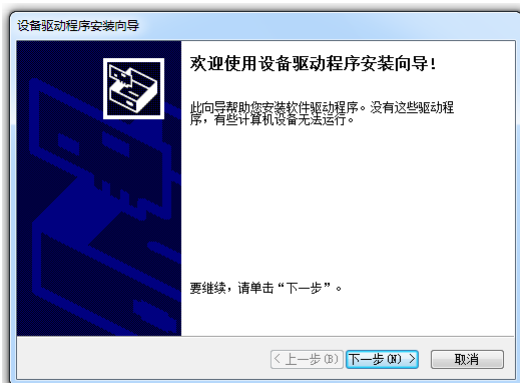 设备驱动程序安装向导
欢迎使用设备驱动程序安装向导!
此向导帮助您安装软件驱动程序。没有这些驱动程
序，有些计算机设备无法运行。
要继续，请单击“下一步”。
< 上一步(B) 下一步(N) > 取消